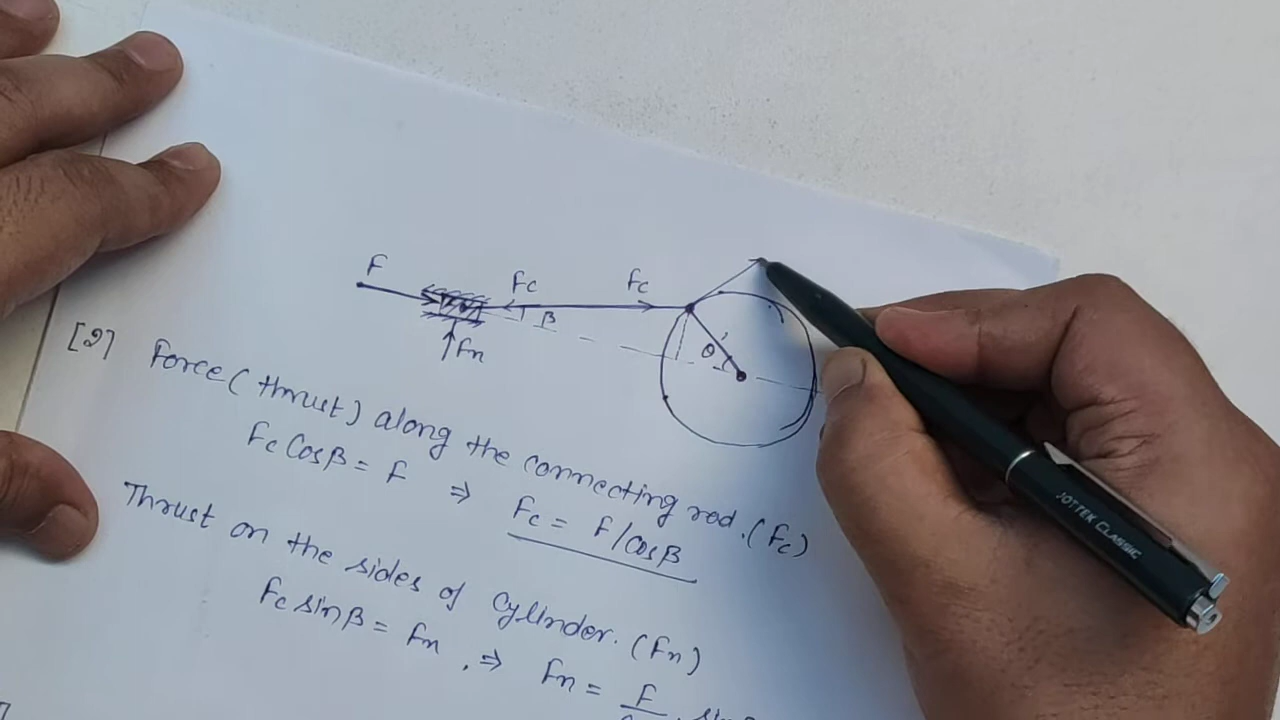 F
Fc Fc
β
Fn
θ
[2] Force (thrust) along the connecting rod. (Fc)
Fc Cosβ = F ⇒ Fc = F/cosβ
Thrust on the sides of Cylinder. (Fn)
Fc sinβ = Fn . ⇒ Fn = F
JOTTEK CLASSIC